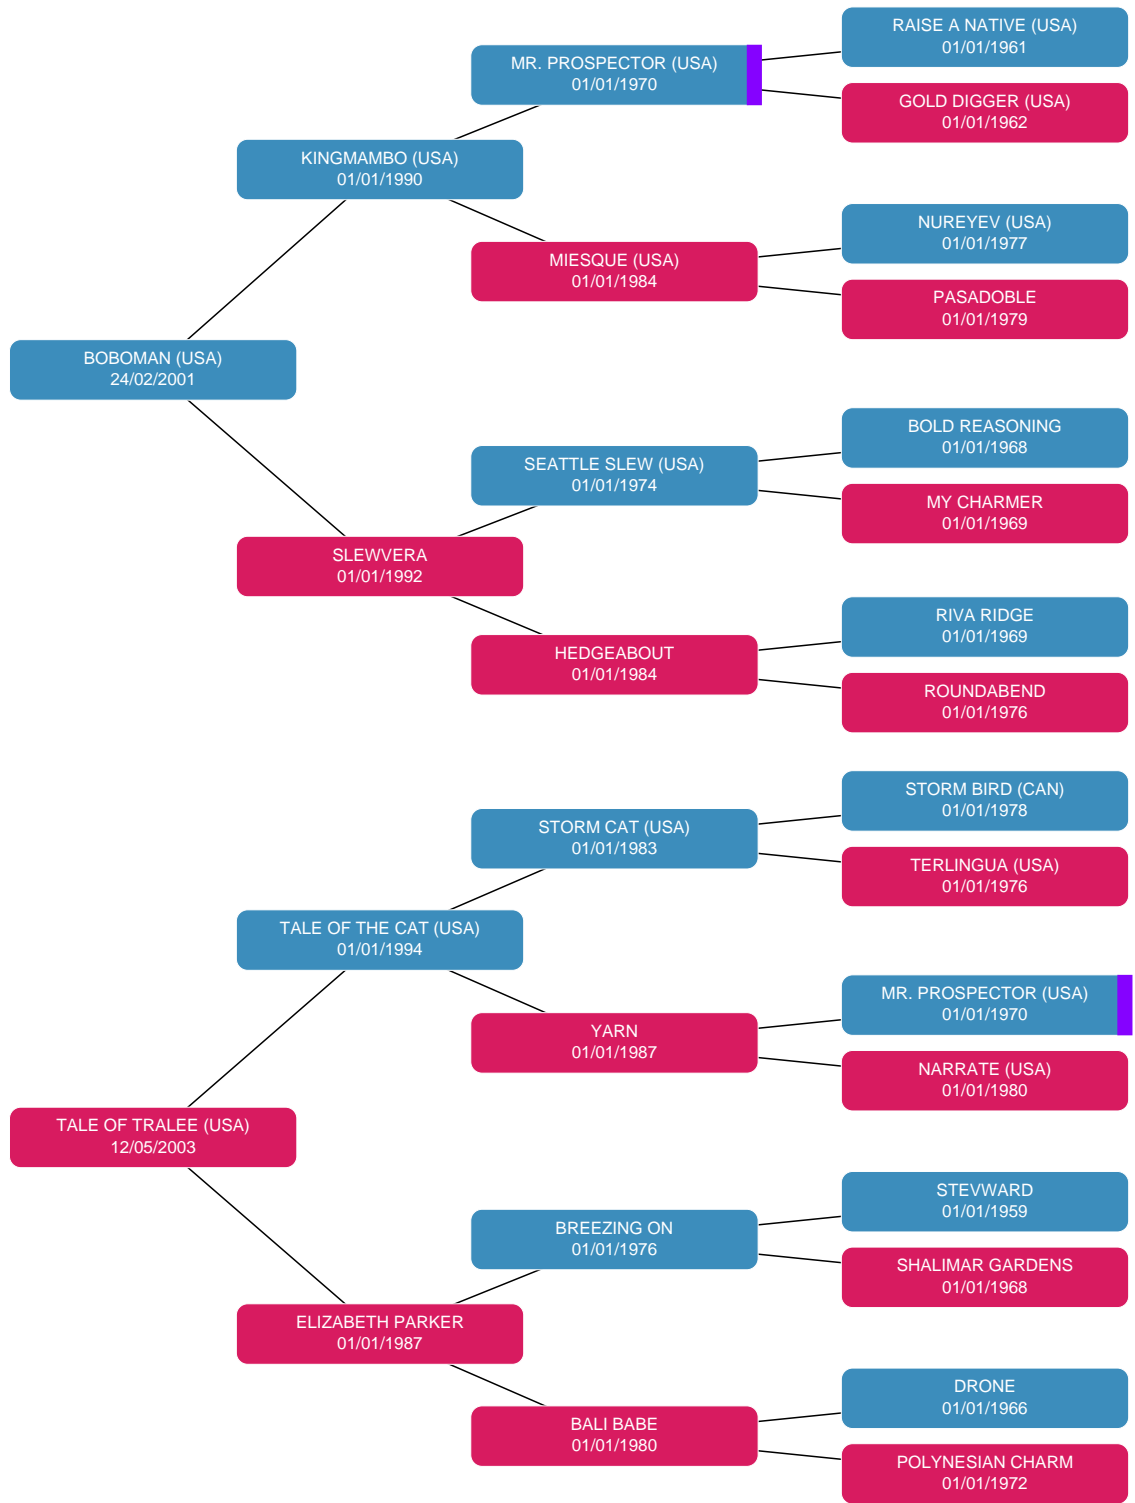 RAISE A NATIVE (USA)
01/01/1961
MR. PROSPECTOR (USA)
01/01/1970
GOLD DIGGER (USA)
01/01/1962
KINGMAMBO (USA)
01/01/1990
NUREYEV (USA)
01/01/1977
MIESQUE (USA)
01/01/1984
PASADOBLE
01/01/1979
BOBOMAN (USA)
24/02/2001
BOLD REASONING
01/01/1968
SEATTLE SLEW (USA)
01/01/1974
MY CHARMER
01/01/1969
SLEWVERA
01/01/1992
RIVA RIDGE
01/01/1969
HEDGEABOUT
01/01/1984
ROUNDABEND
01/01/1976
STORM BIRD (CAN)
01/01/1978
STORM CAT (USA)
01/01/1983
TERLINGUA (USA)
01/01/1976
TALE OF THE CAT (USA)
01/01/1994
MR. PROSPECTOR (USA)
01/01/1970
YARN
01/01/1987
NARRATE (USA)
01/01/1980
TALE OF TRALEE (USA)
12/05/2003
STEVWARD
01/01/1959
BREEZING ON
01/01/1976
SHALIMAR GARDENS
01/01/1968
ELIZABETH PARKER
01/01/1987
DRONE
01/01/1966
BALI BABE
01/01/1980
POLYNESIAN CHARM
01/01/1972